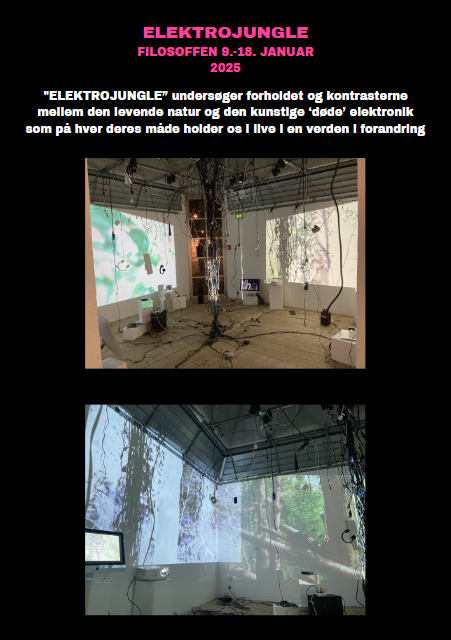 ELEKTROJUNGLE
FILOSOFFEN 9.-18. JANUAR
2025
"ELEKTROJUNGLE” undersøger forholdet og kontrasterne
mellem den levende natur og den kunstige ‘døde’ elektronik
som på hver deres måde holder os i live i en verden i forandring